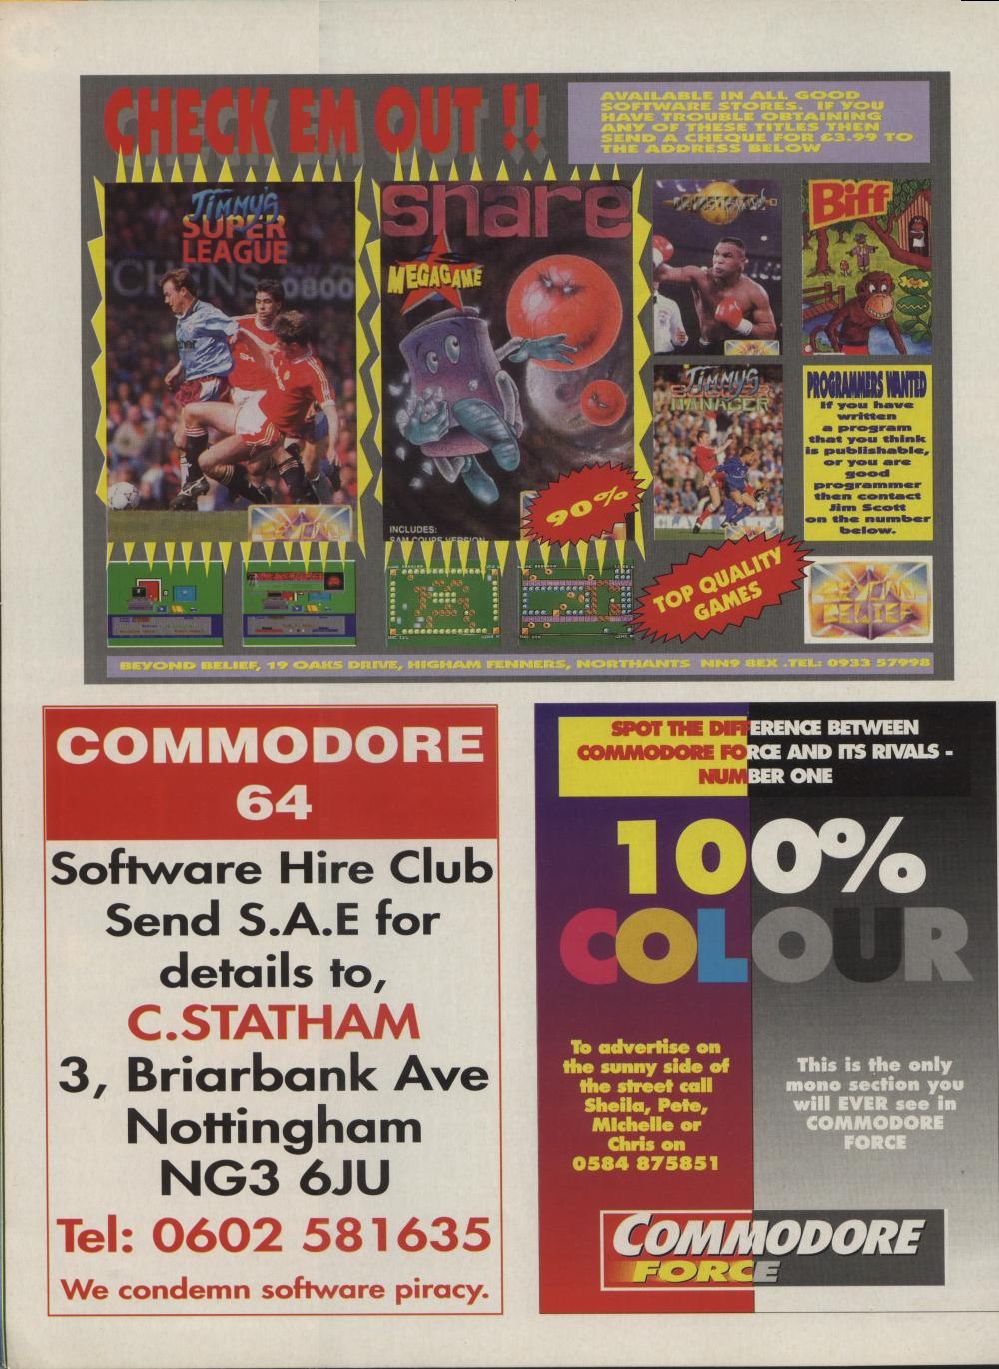 CHECK EM OUT !!
AVAILABLE IN ALL GOOD
SOFTWARE STORES. IF YOU
HAVE TROUBLE OBTAINING
ANY OF THESE TITLES THEN
SEND A CHEQUE FOR £3.99 TO
THE ADDRESS BELOW
JIMMY'S
SUPER
LEAGUE
0800
snare
MEGAGAME
90%
INCLUDES:
SAM COUPE VERSION
Biff
JIMMY'S
MANAGER
PROGRAMMERS WANTED
If you have
written
a program
that you think
is publishable,
or you are
good
programmer
then contact
Jim Scott
on the number
below.
TOP QUALITY
GAMES
BELIEF
BEYOND BELIEF, 19 OAKS DRIVE, HIGHAM FENNERS, NORTHANTS NN9 8EX .TEL: 0933 57998
COMMODORE
64
Software Hire Club
Send S.A.E for
details to,
C.STATHAM
3, Briarbank Ave
Nottingham
NG3 6JU
Tel: 0602 581635
We condemn software piracy.
SPOT THE DIFFERENCE BETWEEN
COMMODORE FORCE AND ITS RIVALS -
NUMBER ONE
100%
COLOUR
To advertise on
the sunny side of
the street call
Sheila, Pete,
MIchelle or
Chris on
0584 875851
This is the only
mono section you
will EVER see in
COMMODORE
FORCE
COMMODORE
FORCE